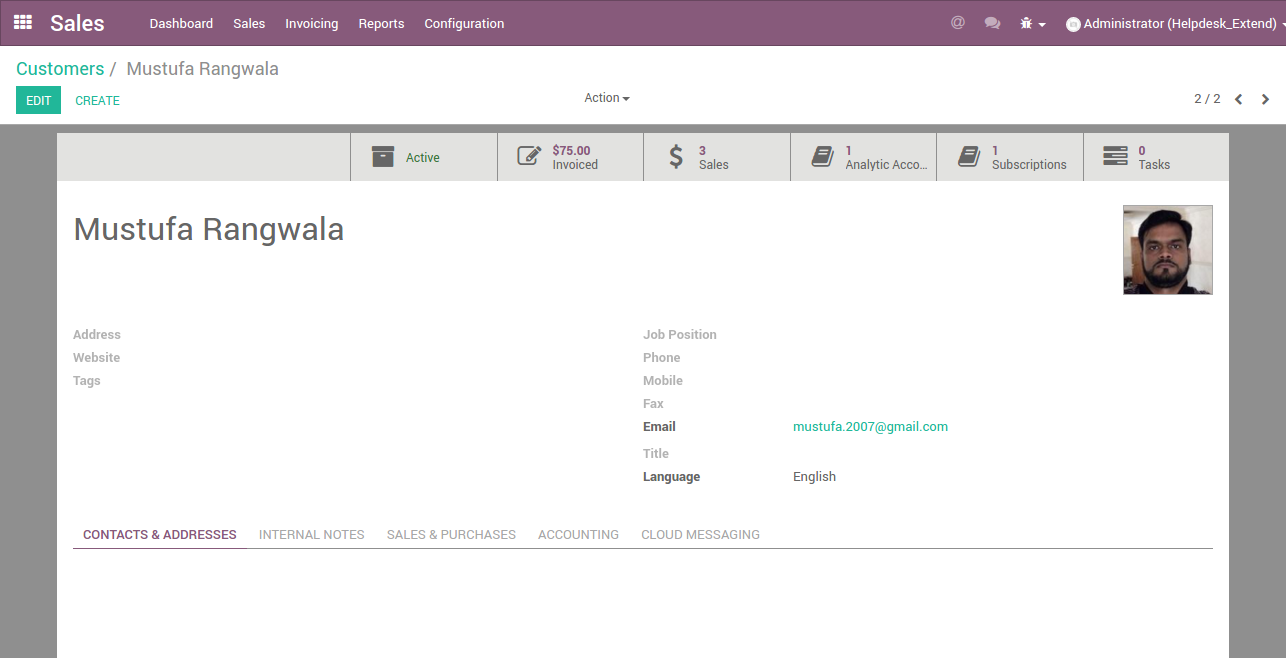 Sales Dashboard Sales Invoicing Reports Configuration @ Administrator (Helpdesk_Extend)
Customers / Mustufa Rangwala
EDIT CREATE Action 2 / 2
Active
$75.00
Invoiced
3
Sales
1
Analytic Acco...
1
Subscriptions
0
Tasks
Mustufa Rangwala
Address
Website
Tags
Job Position
Phone
Mobile
Fax
Email mustufa.2007@gmail.com
Title
Language English
CONTACTS & ADDRESSES INTERNAL NOTES SALES & PURCHASES ACCOUNTING CLOUD MESSAGING